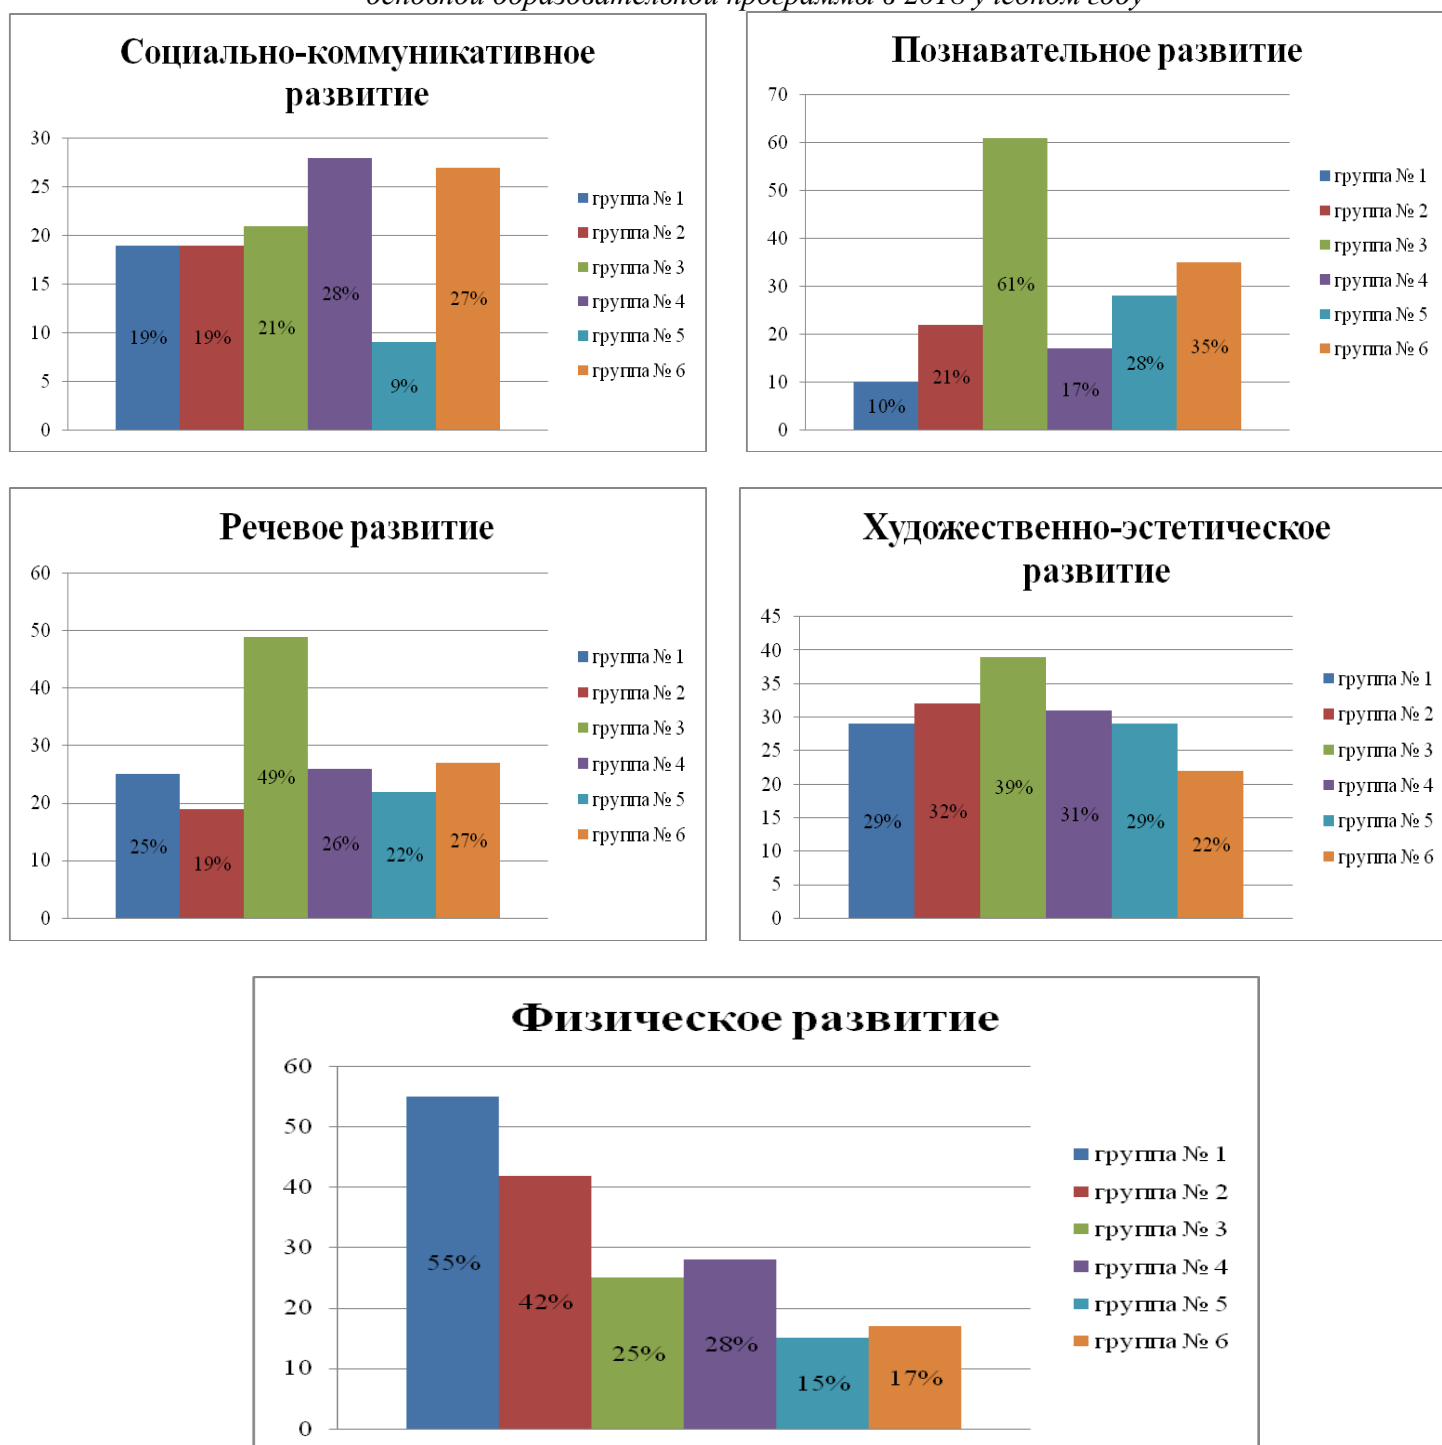 основной образовательной программы в 2018 учебном году
Социально-коммуникативное
развитие
30
25
20
15
10
5
0
19%
19%
21%
28%
9%
27%
группа № 1
группа № 2
группа № 3
группа № 4
группа № 5
группа № 6
Познавательное развитие
70
60
50
40
30
20
10
0
10%
21%
61%
17%
28%
35%
группа № 1
группа № 2
группа № 3
группа № 4
группа № 5
группа № 6
Речевое развитие
60
50
40
30
20
10
0
25%
19%
49%
26%
22%
27%
группа № 1
группа № 2
группа № 3
группа № 4
группа № 5
группа № 6
Художественно-эстетическое
развитие
45
40
35
30
25
20
15
10
5
0
29%
32%
39%
31%
29%
22%
группа № 1
группа № 2
группа № 3
группа № 4
группа № 5
группа № 6
Физическое развитие
60
50
40
30
20
10
0
55%
42%
25%
28%
15%
17%
группа № 1
группа № 2
группа № 3
группа № 4
группа № 5
группа № 6